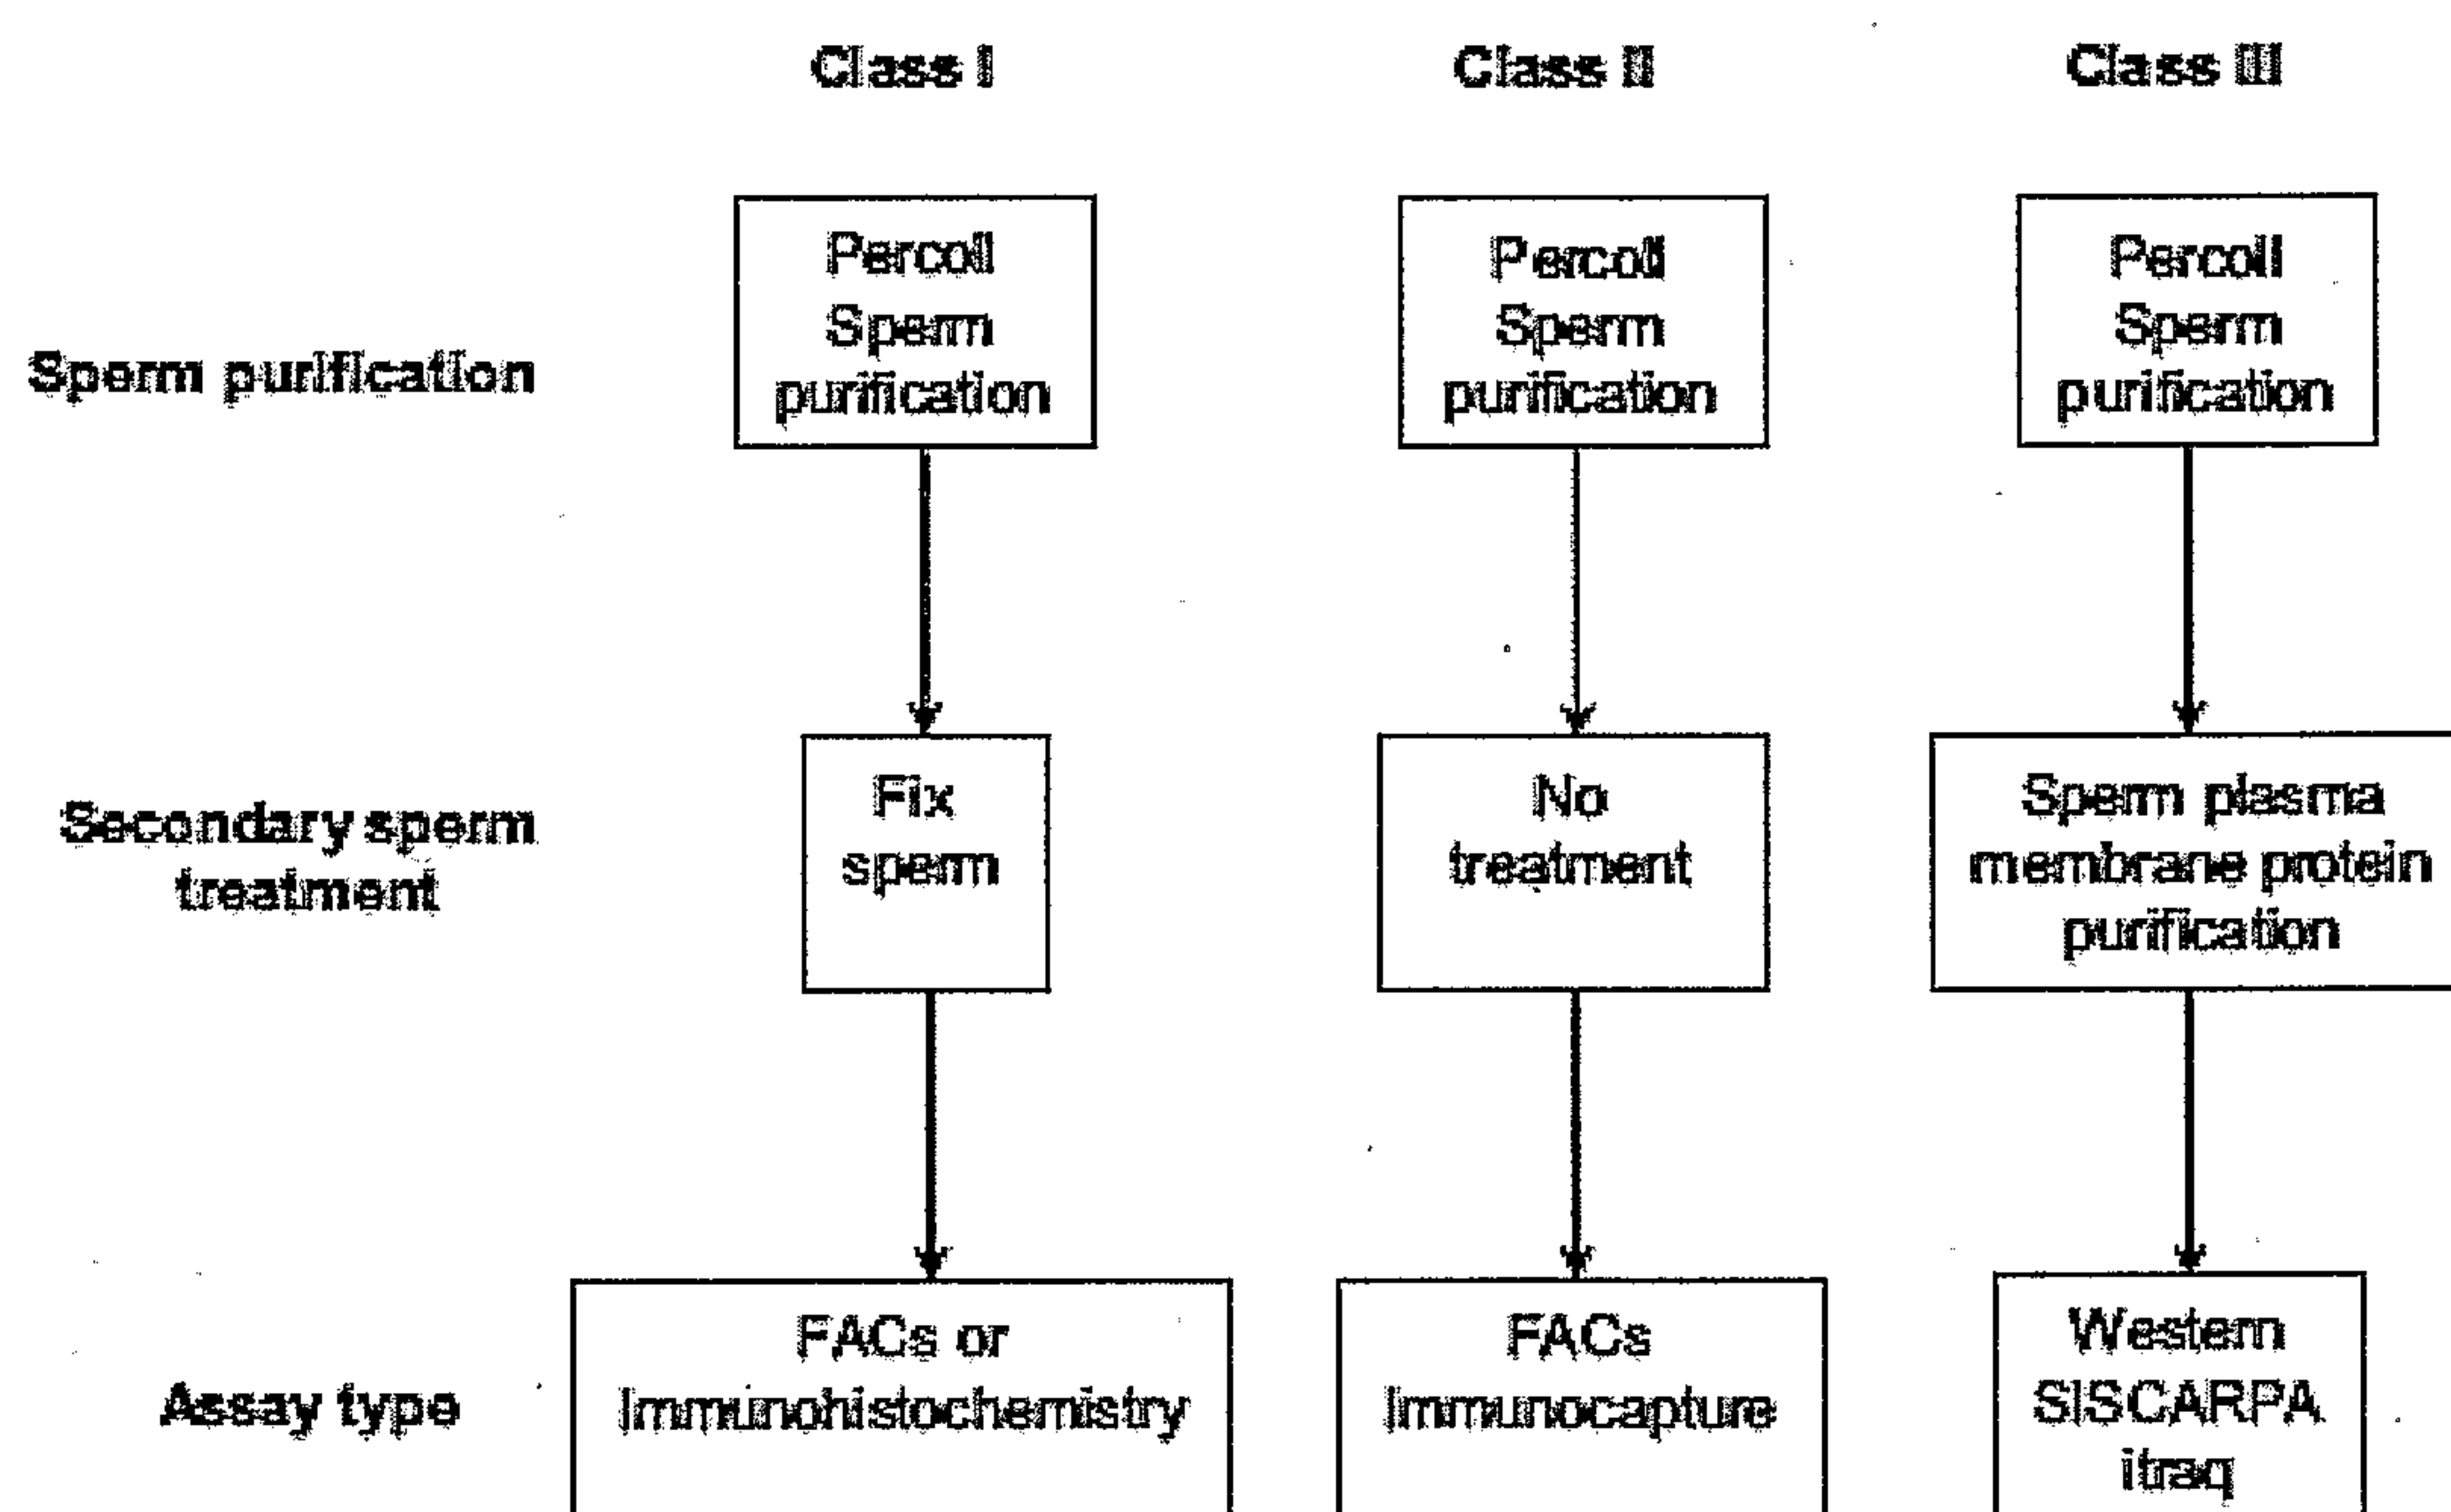 Class I
Class II
Class III
Sperm purification
Percoll
Sperm
purification
Percoll
Sperm
purification
Percoll
Sperm
purification
Secondary sperm
treatment
Fix
sperm
No
treatment
Sperm plasma
membrane protein
purification
Assay type
FACs or
Immunohistochemistry
FACs
Immunocapture
Western
SISCARPA
itraq